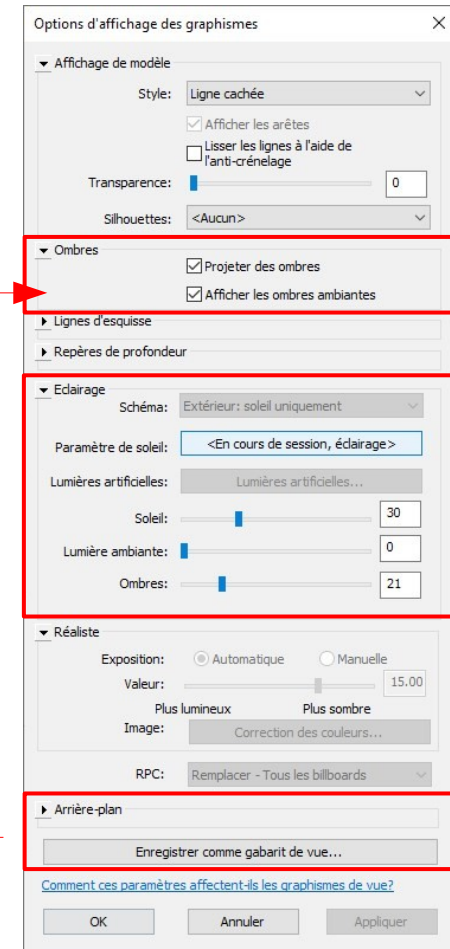 Options d'affichage des graphismes
Affichage de modèle
Style: Ligne cachée
Afficher les arêtes
Lisser les lignes à l'aide de
l'anti-crénelage
Transparence: 0
Silhouettes: <Aucun>
Ombres
Projeter des ombres
Afficher les ombres ambiantes
Lignes d'esquisse
Repères de profondeur
Eclairage
Schéma: Extérieur: soleil uniquement
Paramètre de soleil: <En cours de session, éclairage>
Lumières artificielles: Lumières artificielles...
Soleil: 30
Lumière ambiante: 0
Ombres: 21
Réaliste
Exposition: Automatique Manuelle
Valeur: 15.00
Plus lumineux Plus sombre
Image: Correction des couleurs...
RPC: Remplacer - Tous les billboards
Arrière-plan
Enregistrer comme gabarit de vue...
Comment ces paramètres affectent-ils les graphismes de vue?
OK Annuler Appliquer